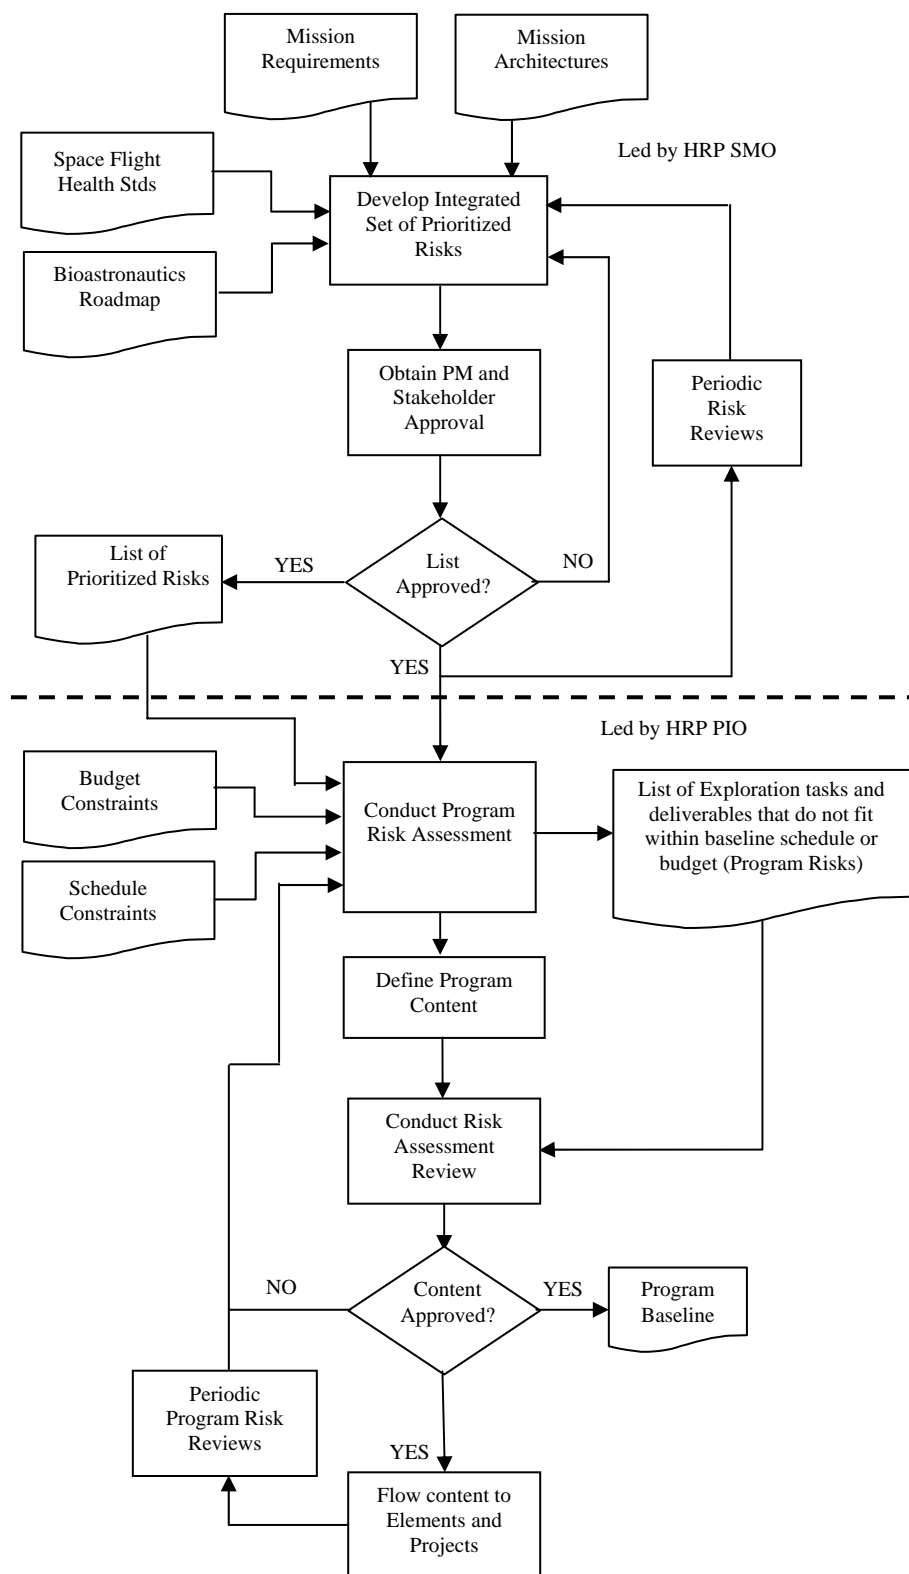 Mission
Requirements
Mission
Architectures
Led by HRP SMO
Space Flight
Health Stds
Develop Integrated
Set of Prioritized
Risks
Bioastronautics
Roadmap
Obtain PM and
Stakeholder
Approval
Periodic
Risk
Reviews
List of
Prioritized Risks
YES
List
Approved?
NO
YES
Led by HRP PIO
Budget
Constraints
Conduct Program
Risk Assessment
List of Exploration tasks and
deliverables that do not fit
within baseline schedule or
budget (Program Risks)
Schedule
Constraints
Define Program
Content
Conduct Risk
Assessment
Review
NO
Content
Approved?
YES
Program
Baseline
Periodic
Program Risk
Reviews
YES
Flow content to
Elements and
Projects